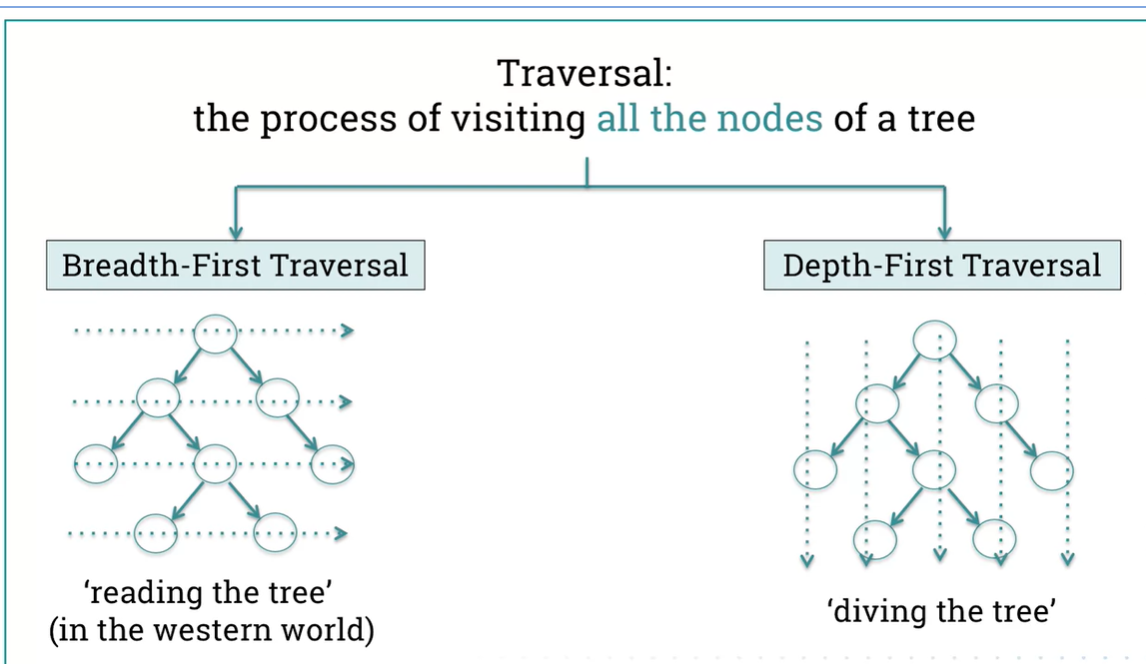 Traversal:
the process of visiting all the nodes of a tree
Breadth-First Traversal
Depth-First Traversal
‘reading the tree’
(in the western world)
‘diving the tree’